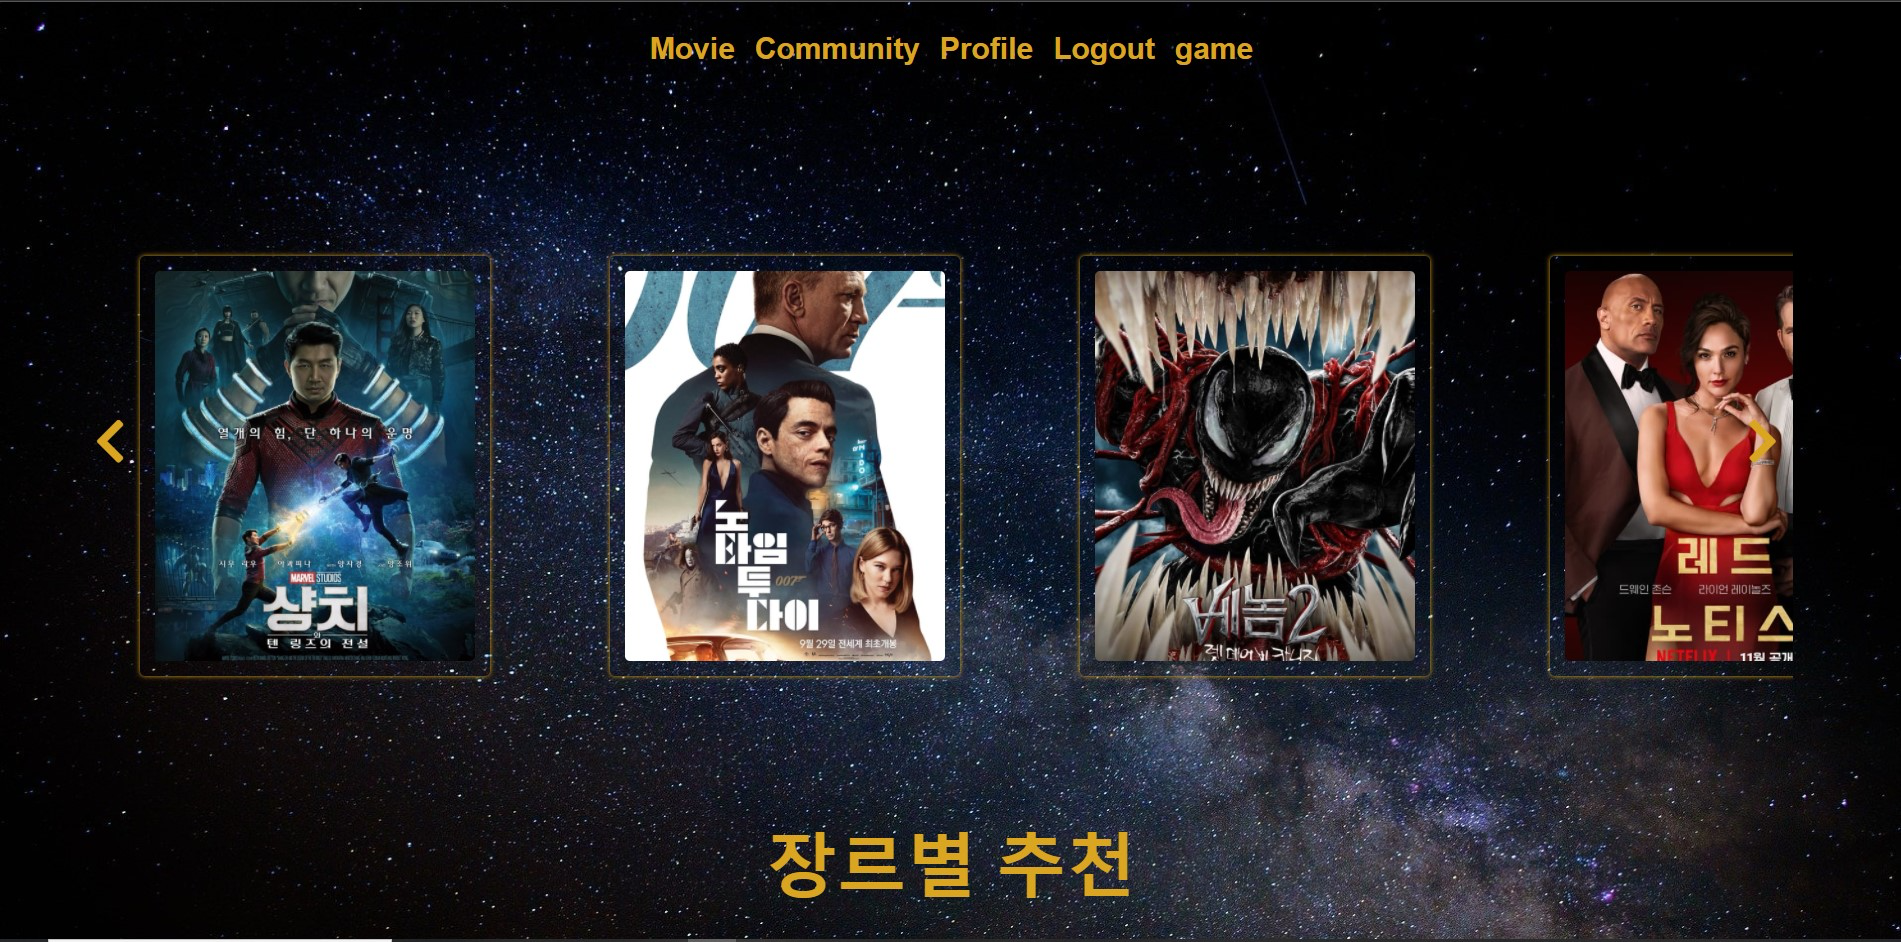 Movie Community Profile Logout game
열개의 힘, 단 하나의 운명
MARVEL STUDIOS
샹치
와
텐 링즈의 전설
노
타임
투
다이
007
9월 29일 전세계 최초개봉
베놈2
렛 데어 비 카니지
레드
드웨인 존슨 라이언 레이놀즈
노티스
NETFLIX 11월 공개
장르별 추천